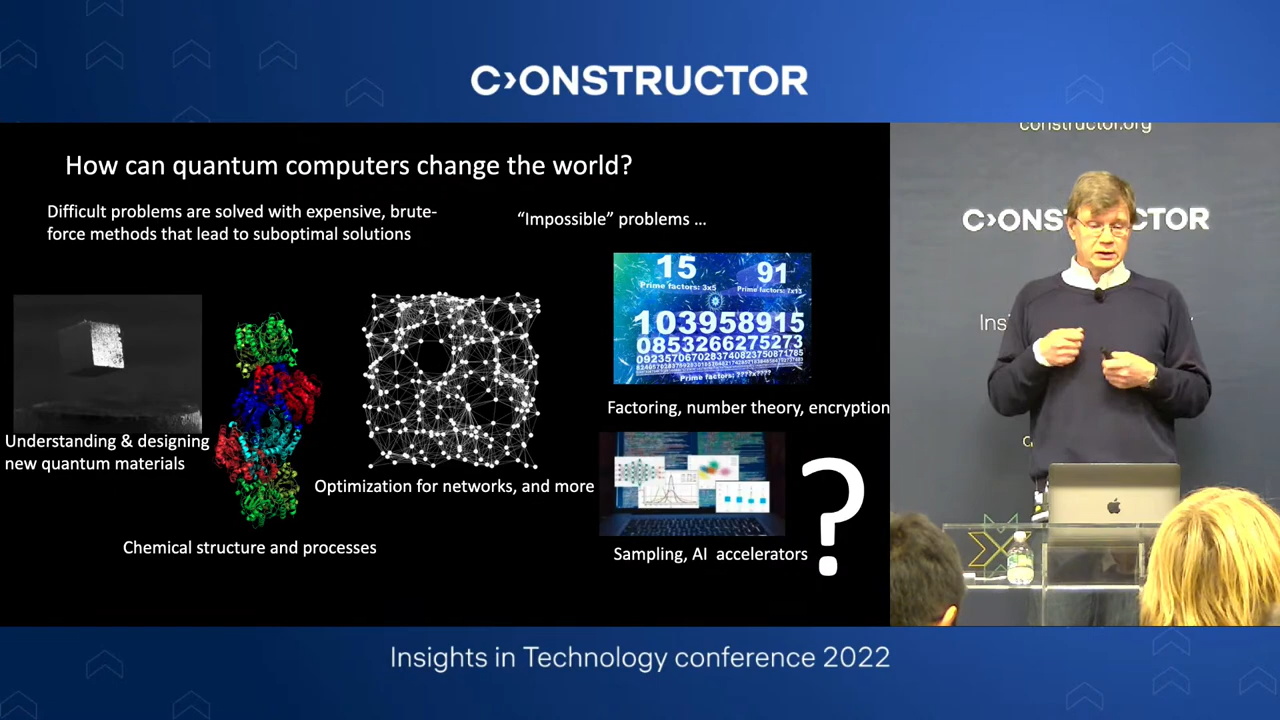 C›ONSTRUCTOR
How can quantum computers change the world?
Difficult problems are solved with expensive, brute-
force methods that lead to suboptimal solutions
“Impossible” problems ...
15
91
Prime factors: 3x5
Prime factors: 7x13
103958915
0853266275273
Prime factors: ????x????
Factoring, number theory, encryption
Understanding & designing
new quantum materials
Optimization for networks, and more
Chemical structure and processes
Sampling, AI accelerators
?
constructor.org
C›ONSTRUCTOR
Ins
Insights in Technology conference 2022